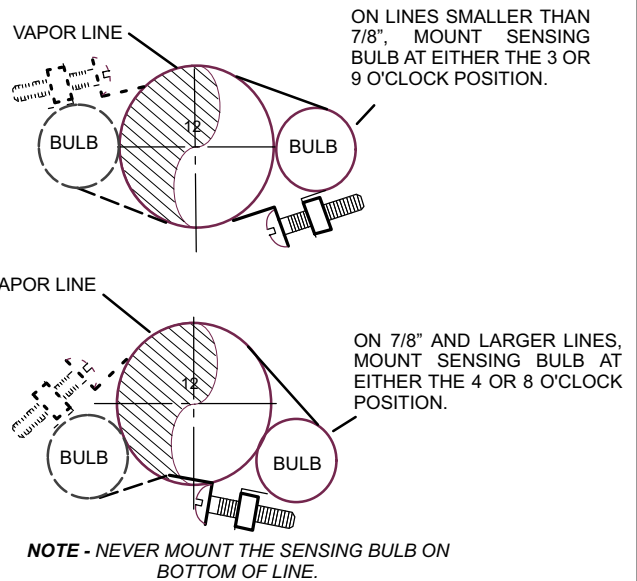 VAPOR LINE
ON LINES SMALLER THAN
7/8”, MOUNT SENSING
BULB AT EITHER THE 3 OR
9 O'CLOCK POSITION.
12
BULB
BULB
APOR LINE
ON 7/8” AND LARGER LINES,
MOUNT SENSING BULB AT
EITHER THE 4 OR 8 O'CLOCK
POSITION.
12
BULB
BULB
NOTE - NEVER MOUNT THE SENSING BULB ON
BOTTOM OF LINE.